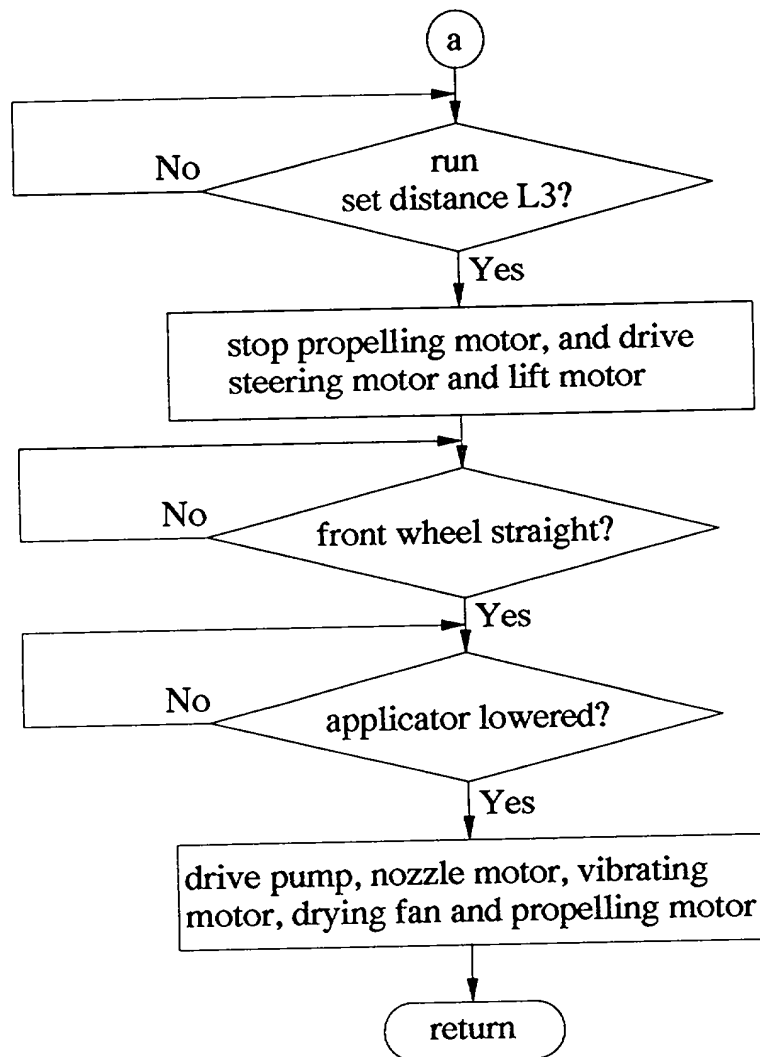 a
run
set distance L3?
No
Yes
stop propelling motor, and drive
steering motor and lift motor
No
front wheel straight?
Yes
No
applicator lowered?
Yes
drive pump, nozzle motor, vibrating
motor, drying fan and propelling motor
return